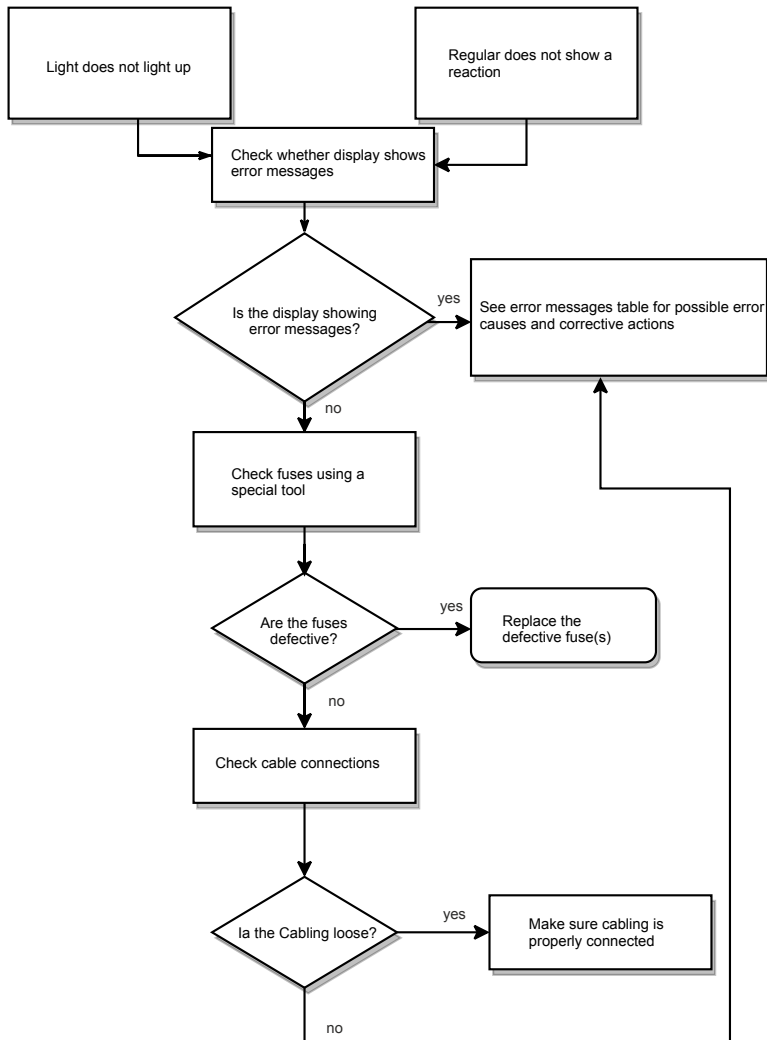 Light does not light up
Regular does not show a
reaction
Check whether display shows
error messages
Is the display showing
error messages?
yes
See error messages table for possible error
causes and corrective actions
no
Check fuses using a
special tool
Are the fuses
defective?
yes
Replace the
defective fuse(s)
no
Check cable connections
Ia the Cabling loose?
yes
Make sure cabling is
properly connected
no